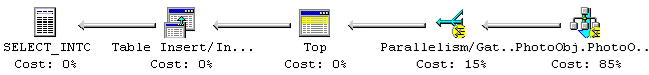 SELECT_INTC Table Insert/In... Top Parallelism/Gat...PhotoObj.PhotoO...
Cost: 0% Cost: 0% Cost: 0% Cost: 15% Cost: 85%